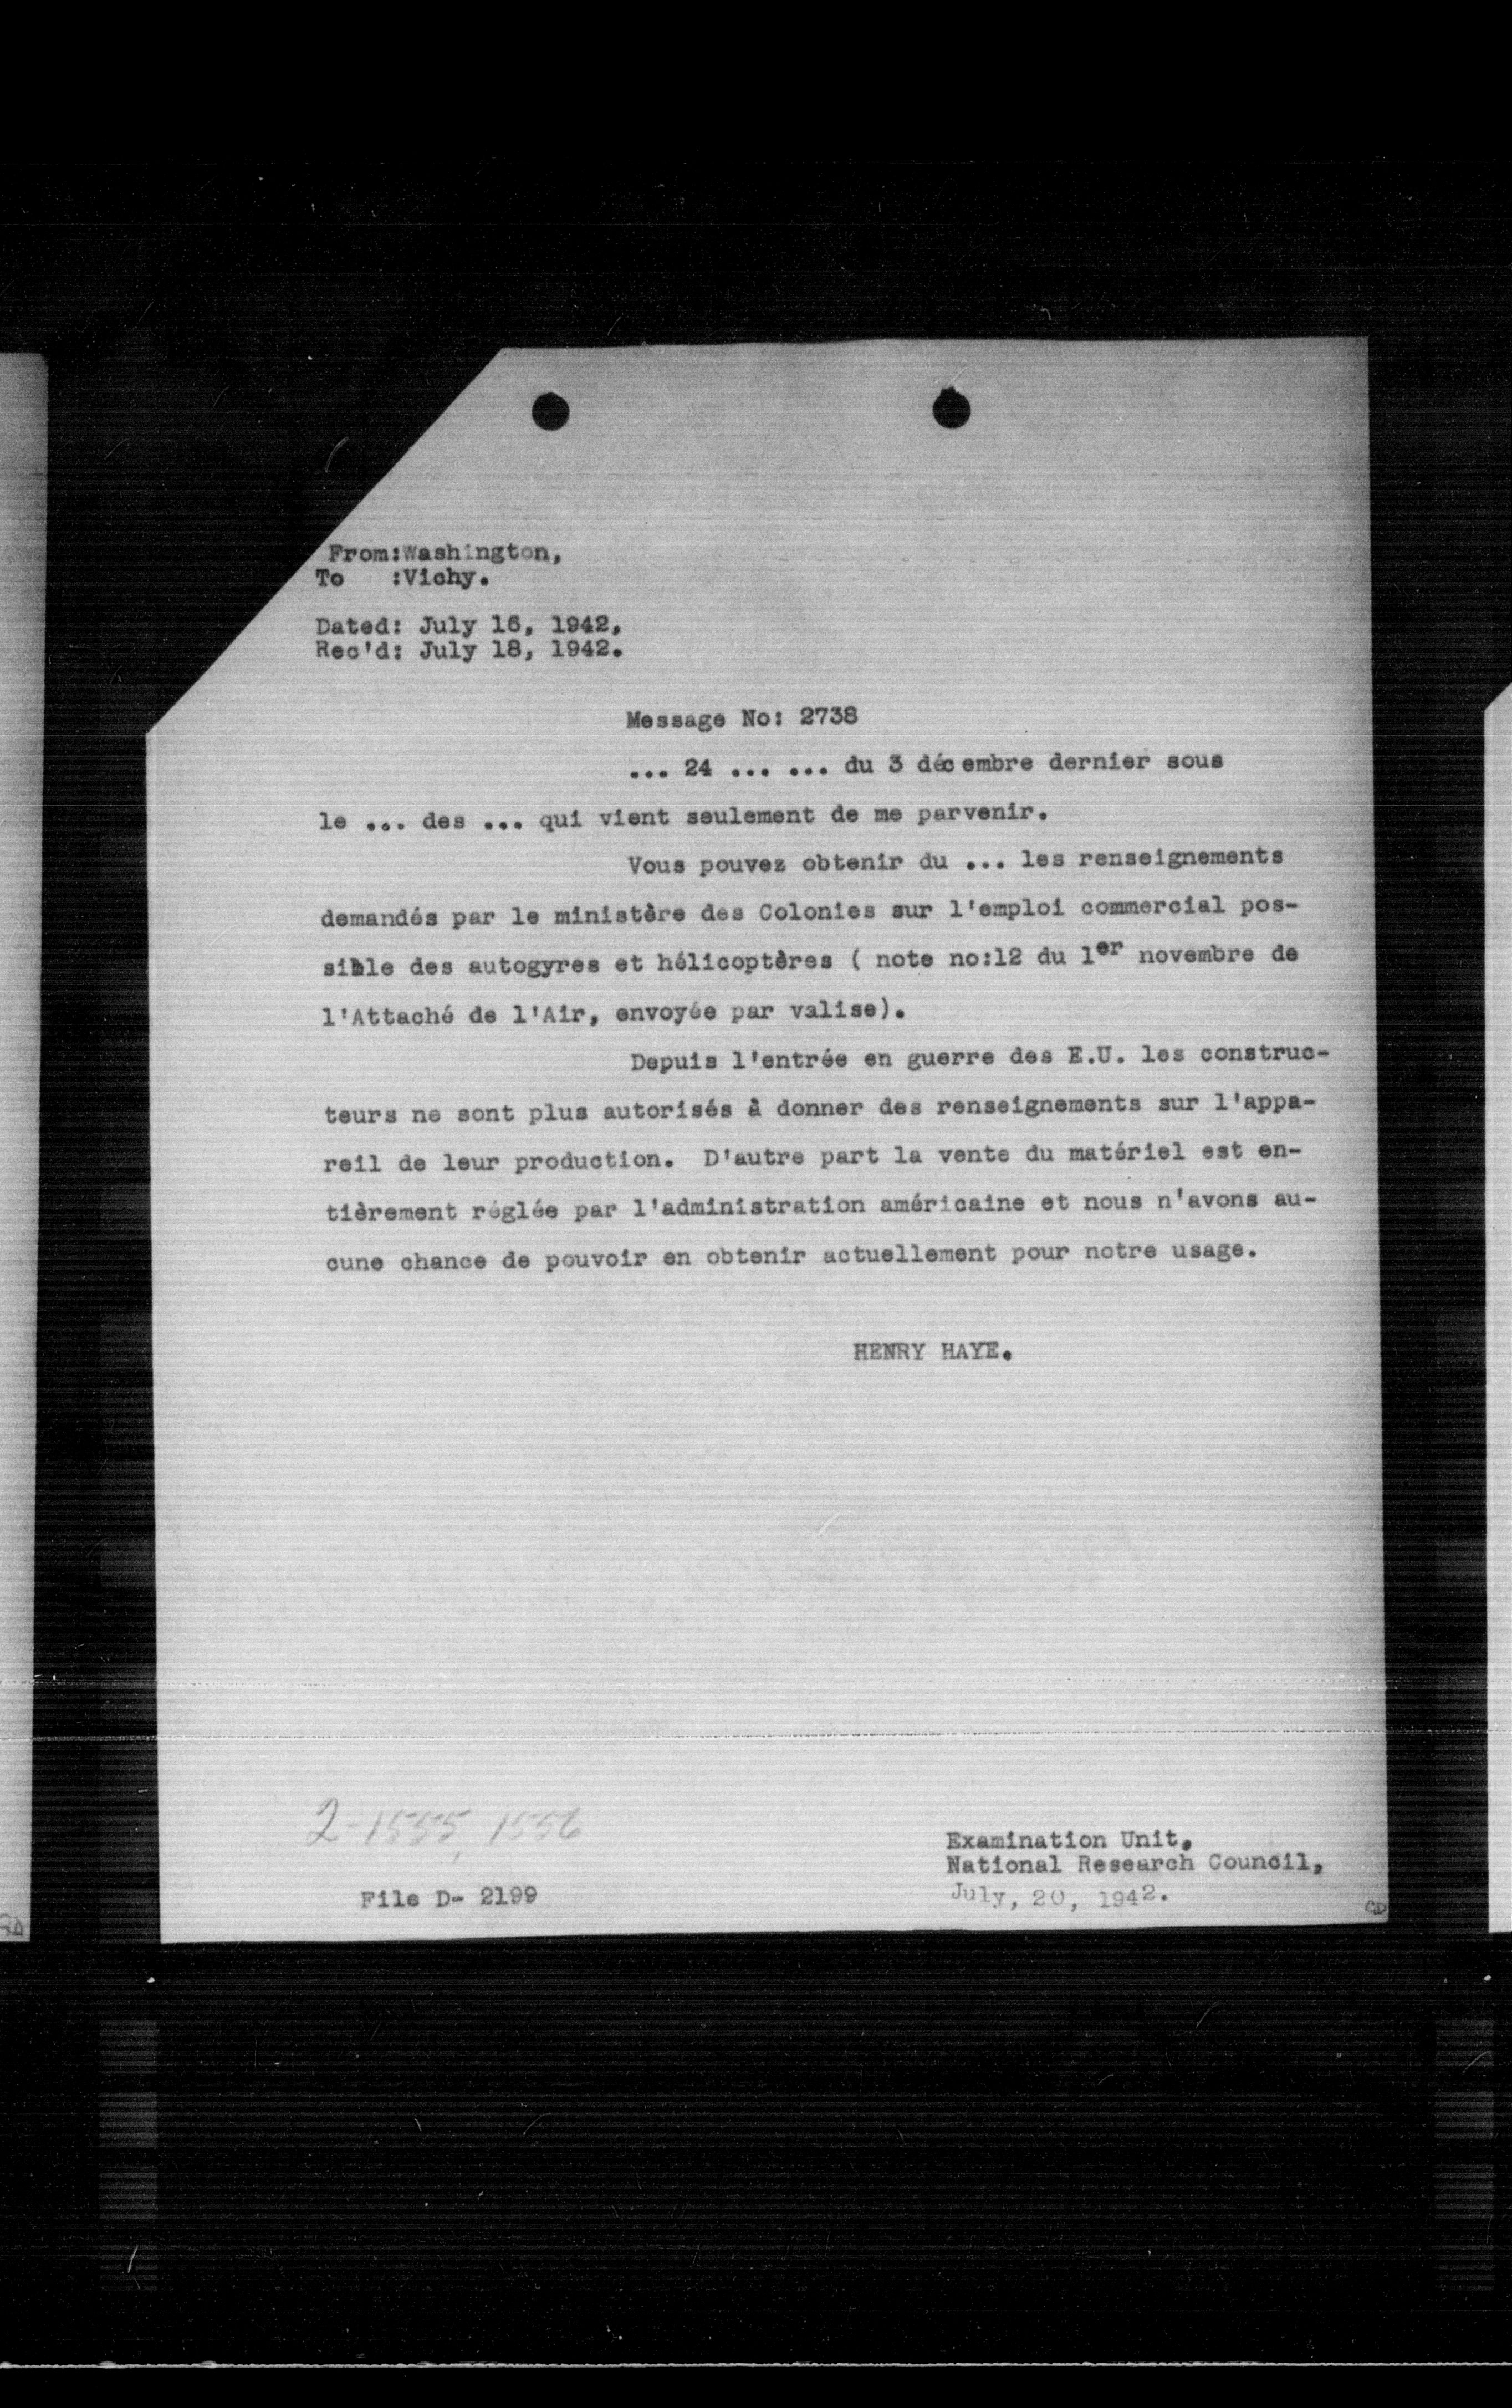 From:Washington,
To :Vichy.
Dated: July 16, 1942,
Rec'd: July 18, 1942.
Message No: 2738
... 24 ... ... du 3 décembre dernier sous
le ... des ... qui vient seulement de me parvenir.
Vous pouvez obtenir du ... les renseignements
demandés par le ministère des Colonies sur l'emploi commercial pos-
sible des autogyres et hélicoptères ( note no:12 du 1er novembre de
l'Attaché de l'Air, envoyée par valise).
Depuis l'entrée en guerre des E.U. les construc-
teurs ne sont plus autorisés à donner des renseignements sur l'appa-
reil de leur production. D'autre part la vente du matériel est en-
tièrement réglée par l'administration américaine et nous n'avons au-
cune chance de pouvoir en obtenir actuellement pour notre usage.
HENRY HAYE.
2-1555, 1556
Examination Unit,
National Research Council,
July, 20, 1942.
File D- 2199